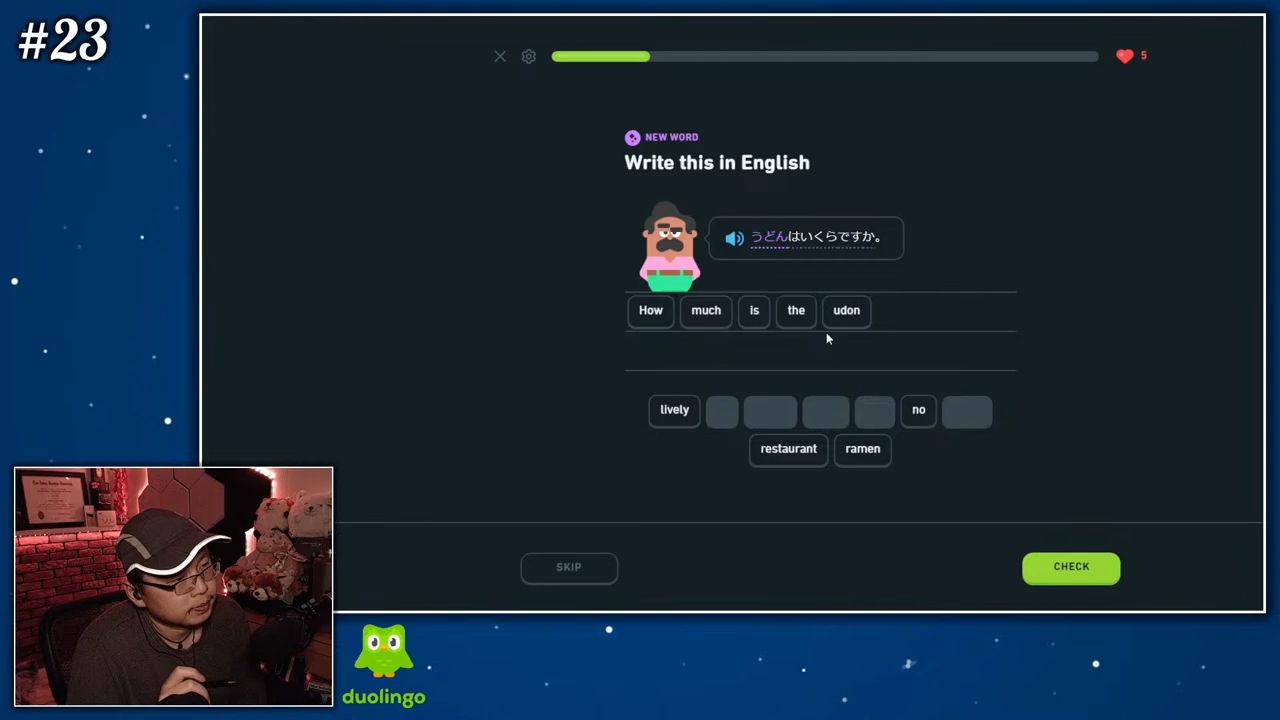 #23
5
NEW WORD
Write this in English
うどんはいくらですか。
How much is the udon
lively no
restaurant ramen
SKIP
CHECK
duolingo